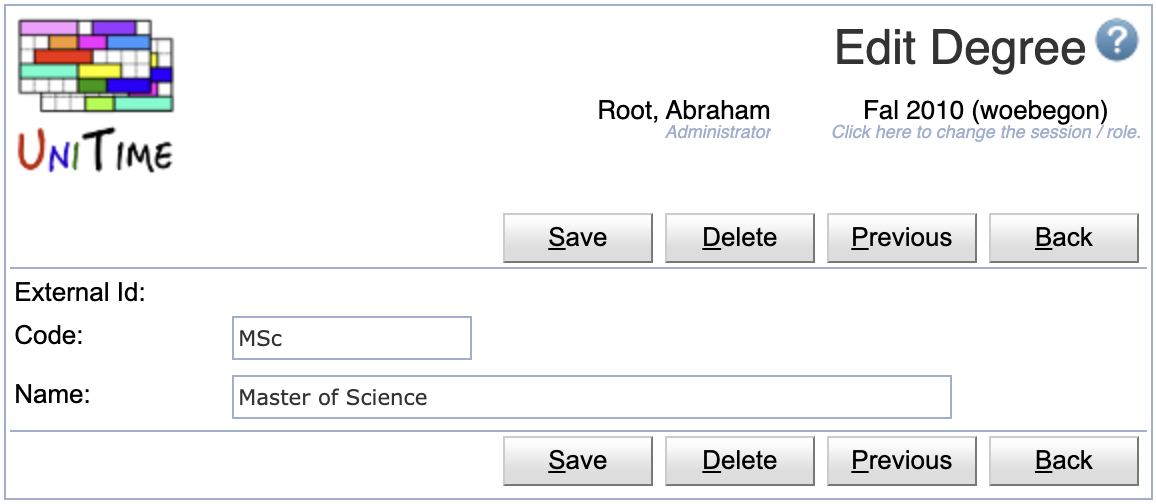 Edit Degree ?
UNITIME
Root, Abraham
Administrator
Fal 2010 (woebegon)
Click here to change the session / role.
Save Delete Previous Back
External Id:
Code: MSc
Name: Master of Science
Save Delete Previous Back